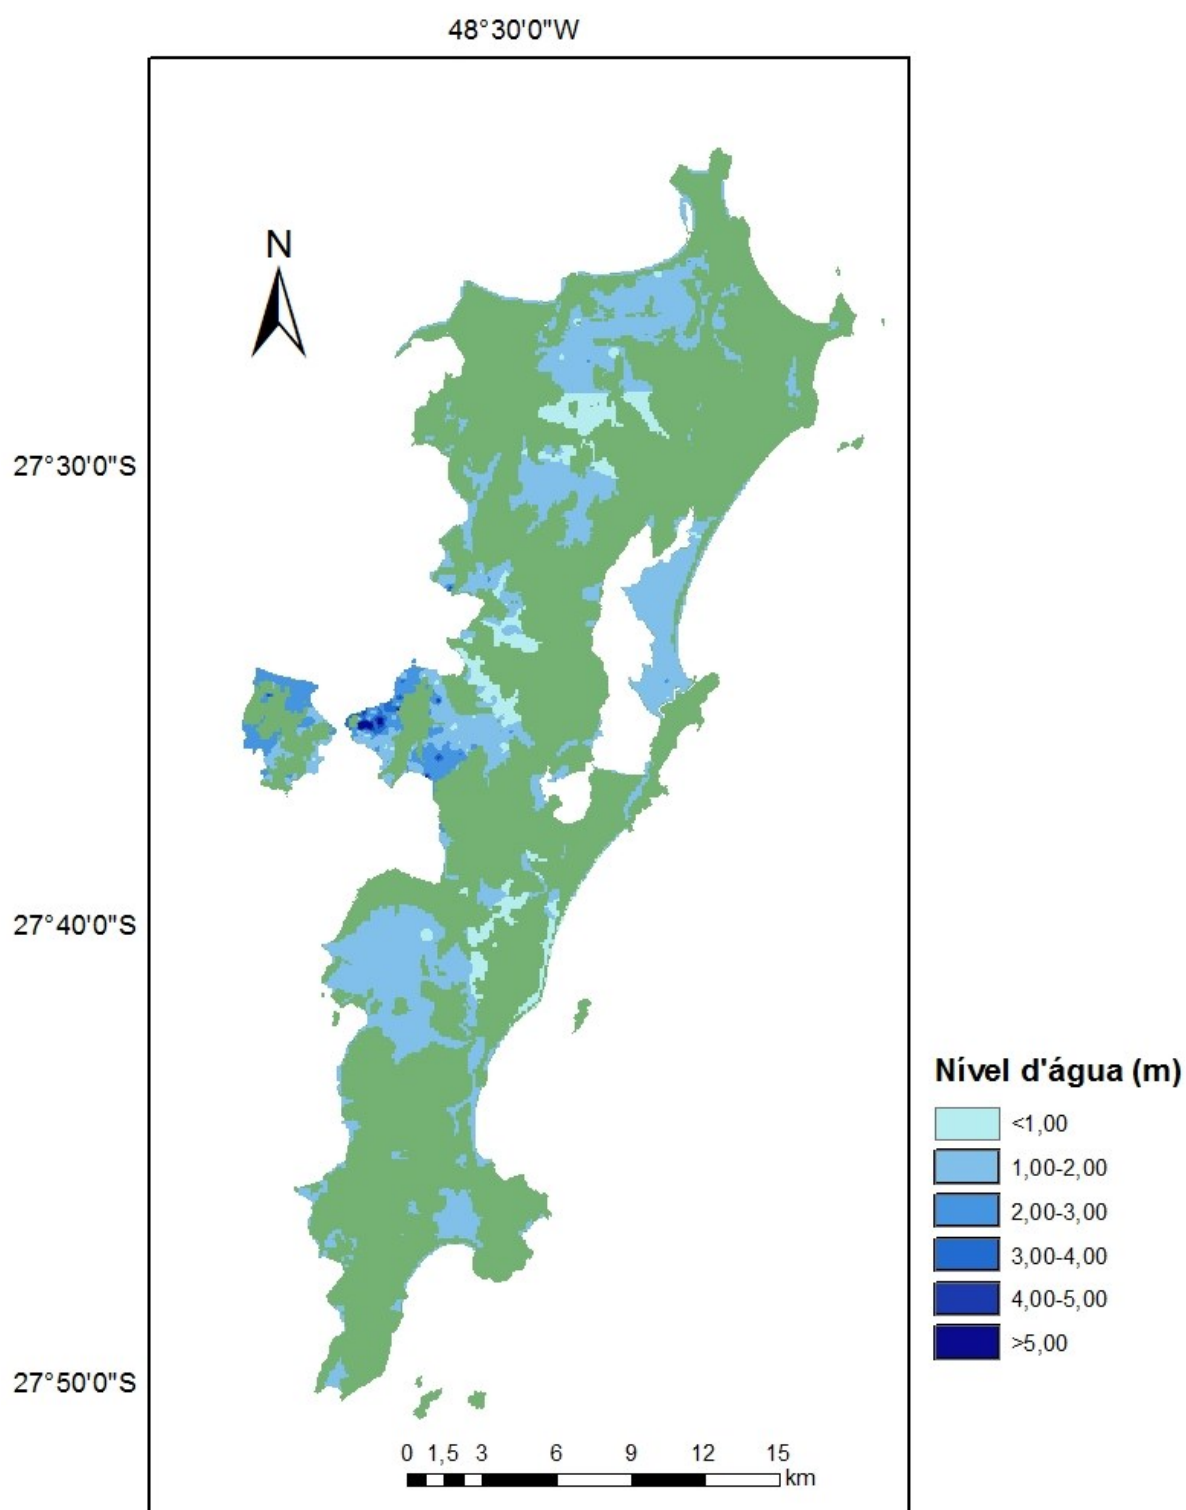 48°30'0"W
N
27°30'0"S
27°40'0"S
27°50'0"S
Nível d'água (m)
<1,00
1,00-2,00
2,00-3,00
3,00-4,00
4,00-5,00
>5,00
0 1,5 3 6 9 12 15
km